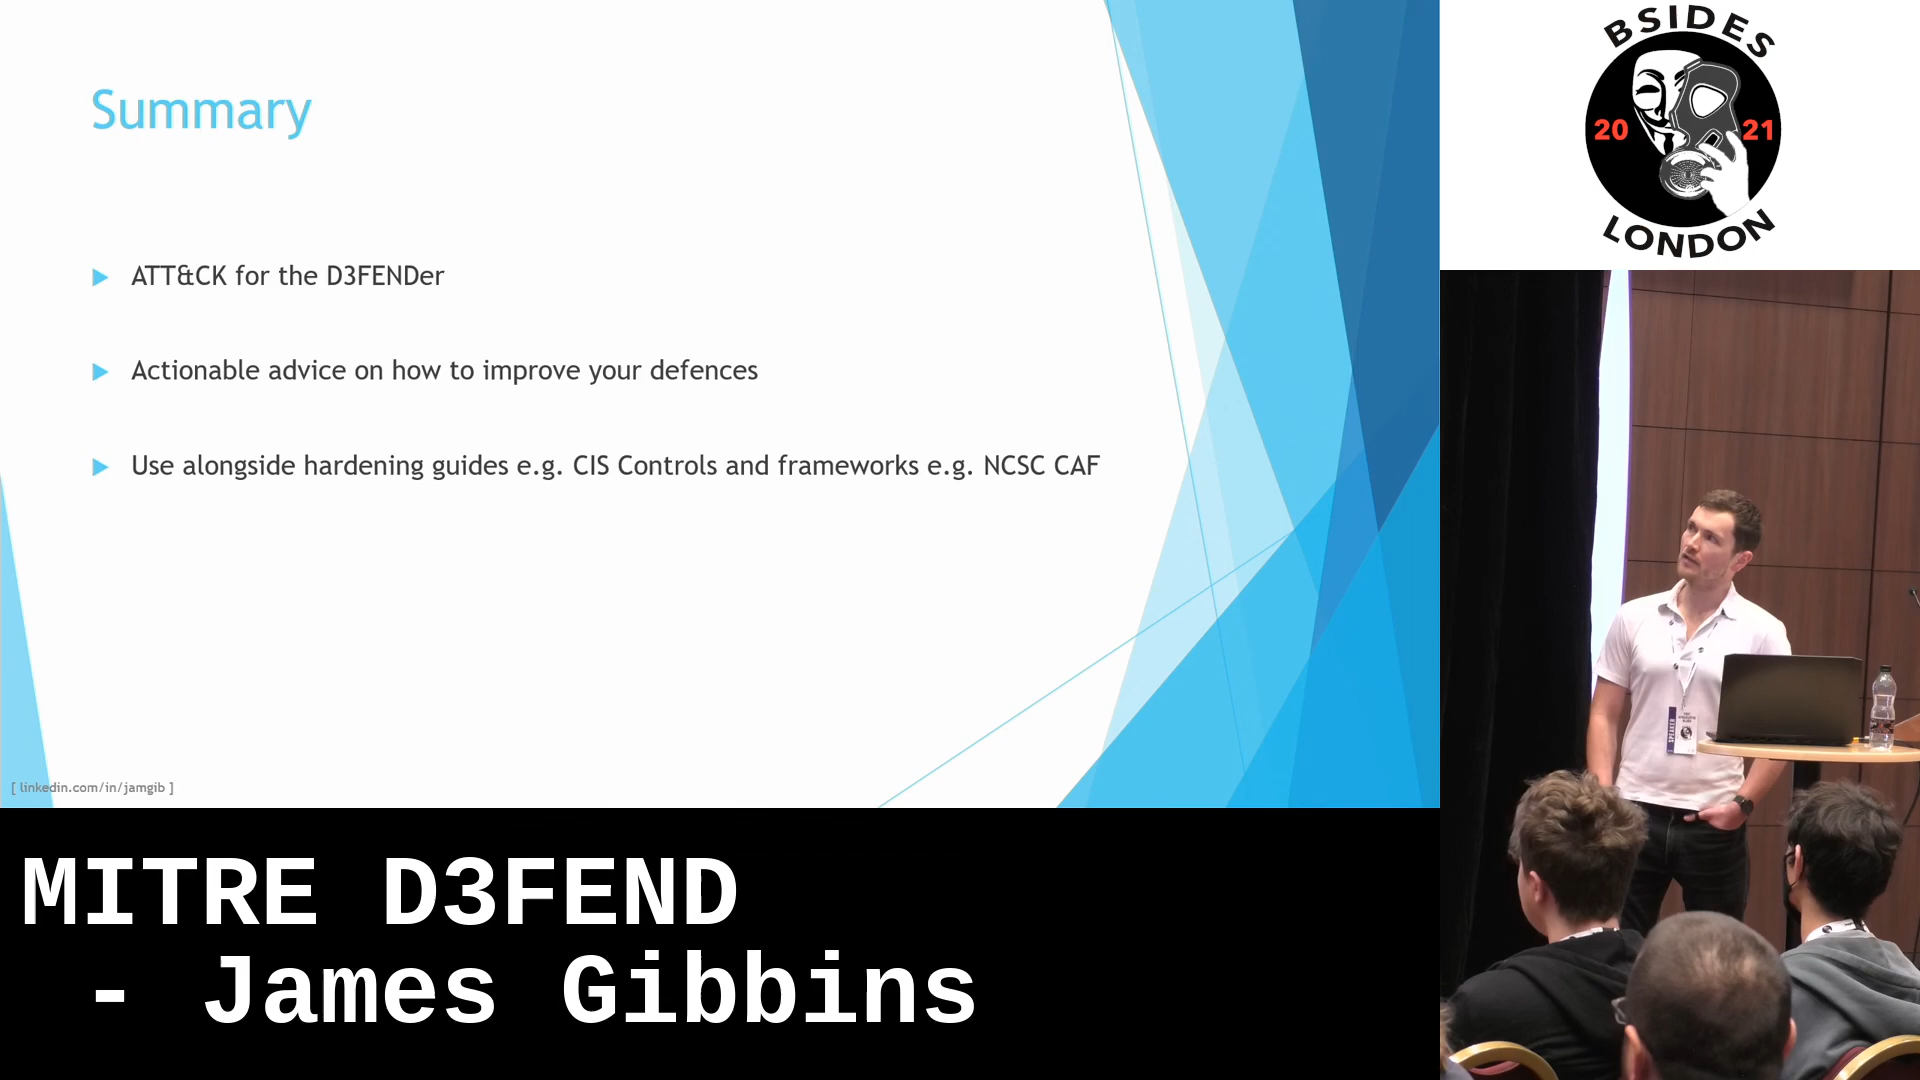 Summary
ATT&CK for the D3FENDer
Actionable advice on how to improve your defences
Use alongside hardening guides e.g. CIS Controls and frameworks e.g. NCSC CAF
[ linkedin.com/in/jamgib ]
MITRE D3FEND
- James Gibbins
BSIDES
20 21
LONDON
SPEAKER